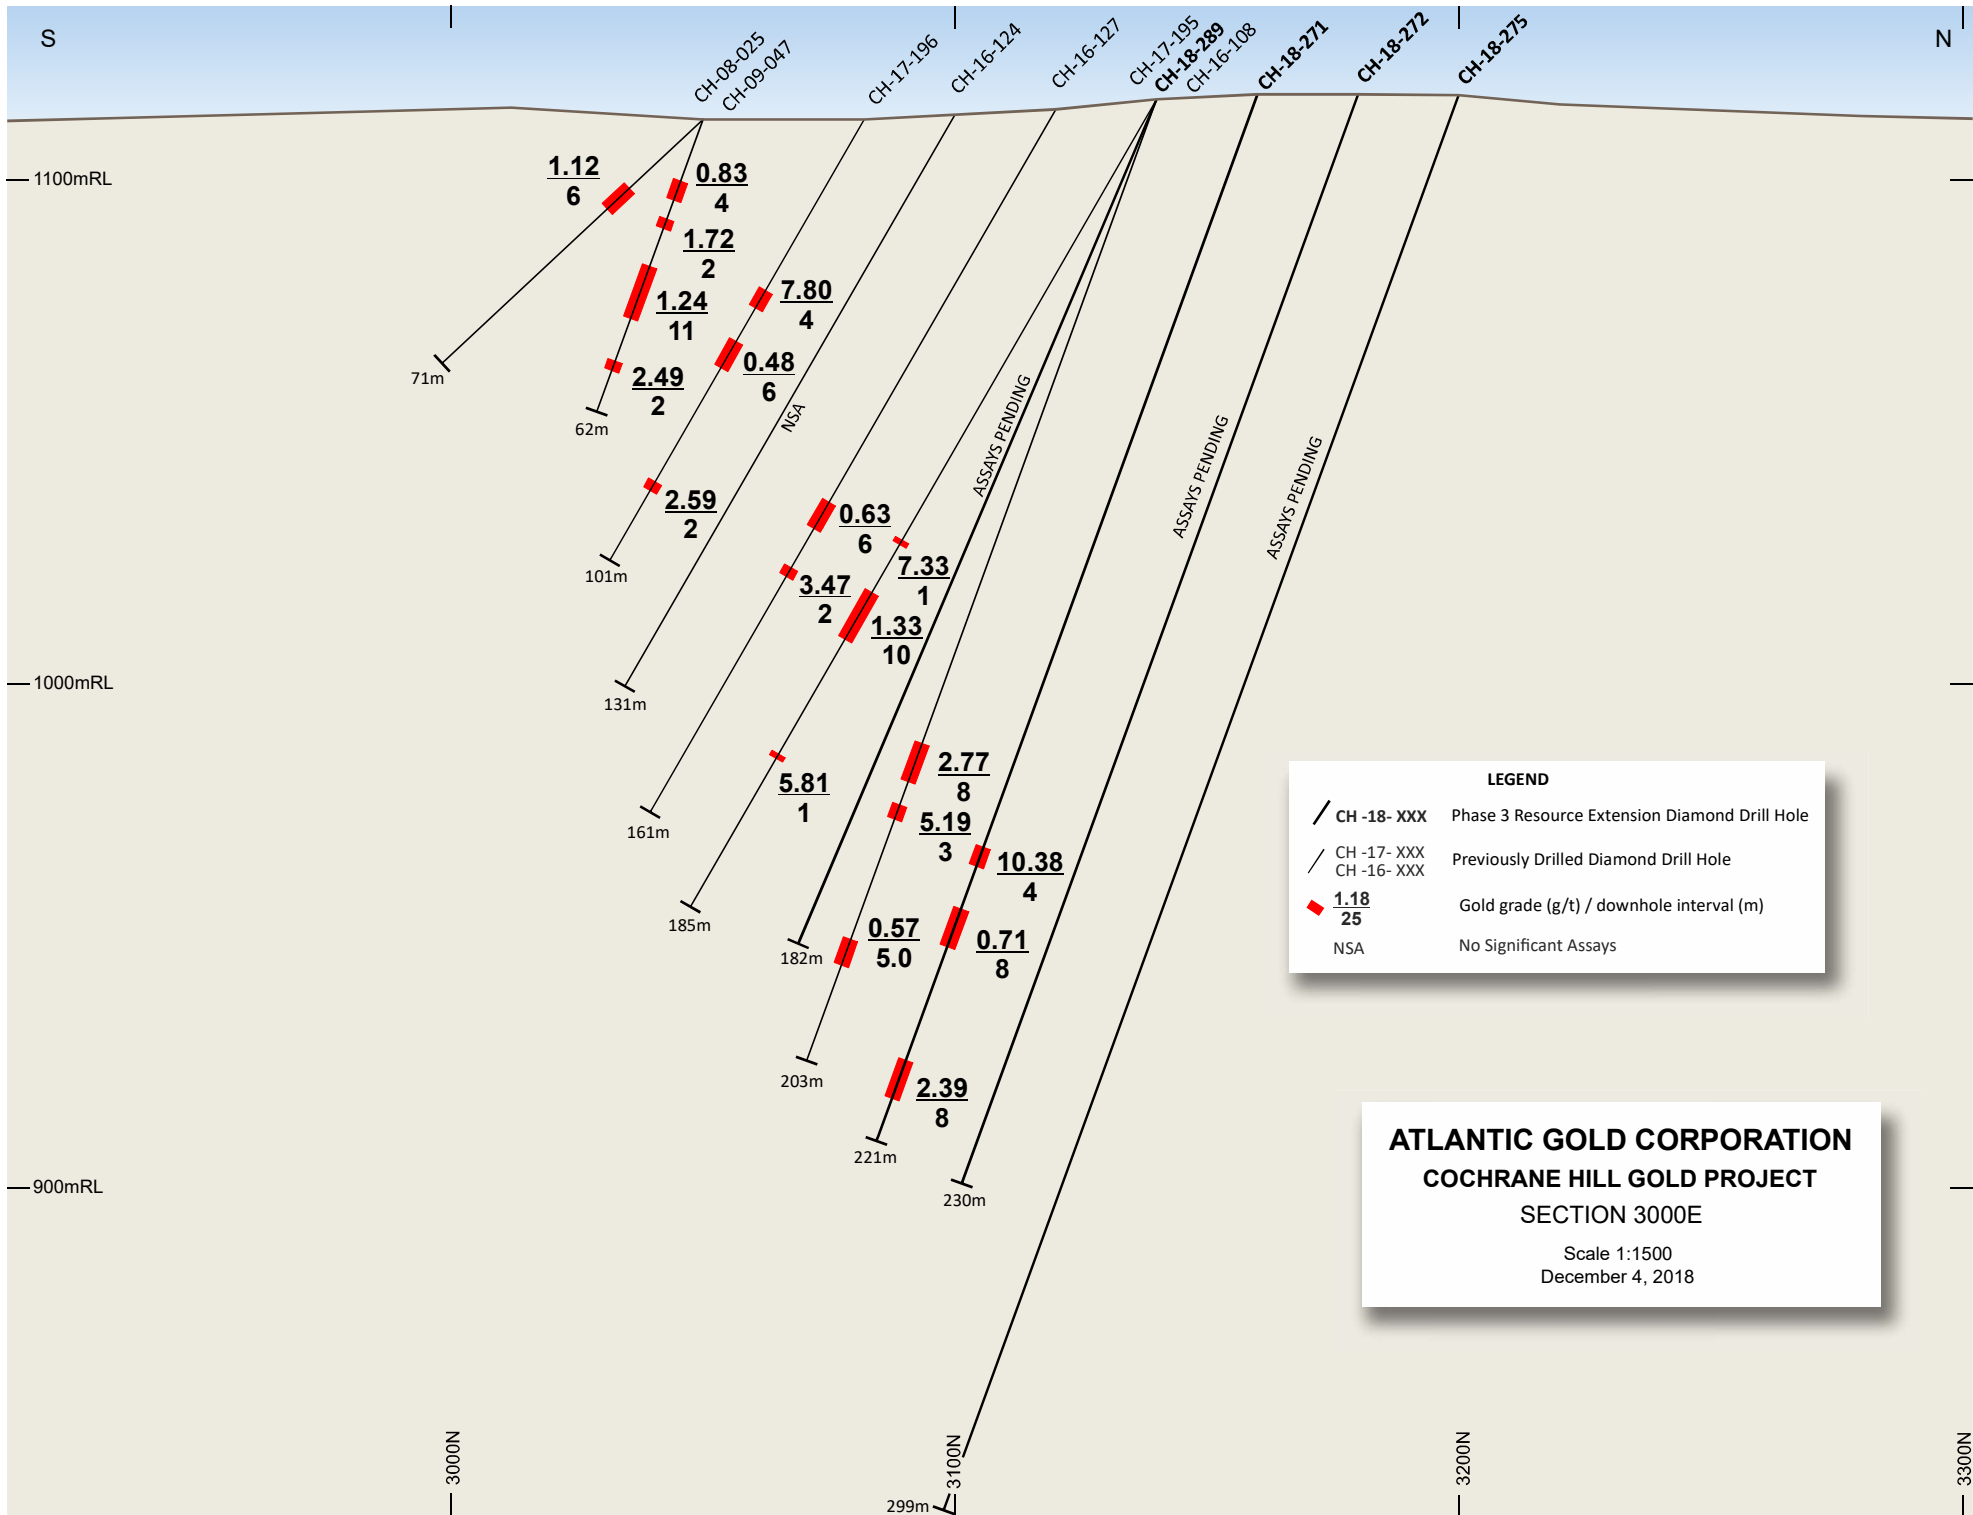 S
N
CH-08-025
CH-09-047
CH-17-196
CH-16-124
CH-16-127
CH-17-195
CH-18-289
CH-16-108
CH-18-271
CH-18-272
CH-18-275
1100mRL
1000mRL
900mRL
1.12
6
0.83
4
1.72
2
1.24
11
2.49
2
71m
62m
7.80
4
0.48
6
2.59
2
101m
NSA
131m
0.63
6
3.47
2
161m
7.33
1
1.33
10
5.81
1
185m
ASSAYS PENDING
182m
2.77
8
5.19
3
0.57
5.0
203m
10.38
4
0.71
8
2.39
8
221m
ASSAYS PENDING
230m
ASSAYS PENDING
299m
LEGEND
CH -18- XXX Phase 3 Resource Extension Diamond Drill Hole
CH -17- XXX
CH -16- XXX
Previously Drilled Diamond Drill Hole
1.18
25
Gold grade (g/t) / downhole interval (m)
NSA No Significant Assays
ATLANTIC GOLD CORPORATION
COCHRANE HILL GOLD PROJECT
SECTION 3000E
Scale 1:1500
December 4, 2018
3000N
3100N
3200N
3300N